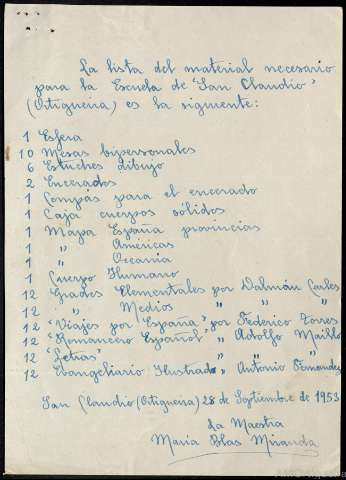 La lista del material necesario
para la Escuela de "San Claudio"
(Ortigueira) es la siguiente:
1 Esfera
10 Mesas bipersonales
6 Estuches dibujo
2 Encerados
1 Compás para el encerado
1 Caja cuerpos sólidos
1 Mapa España provincias
1 " Américas
1 " Oceanía
1 Cuerpo Humano
12 Grados Elementales por Dalmáu Carles
12 " Medios " " "
12 "Viajes por España" por Federico Torres
12 "Romancero Español" " Adolfo Maillo
12 "Letras" " " "
12 Evangeliario Ilustrado " Antonio Fernandez
San Claudio (Ortigueira) 28 de Septiembre de 1953
La Maestra
Maria Blas Miranda